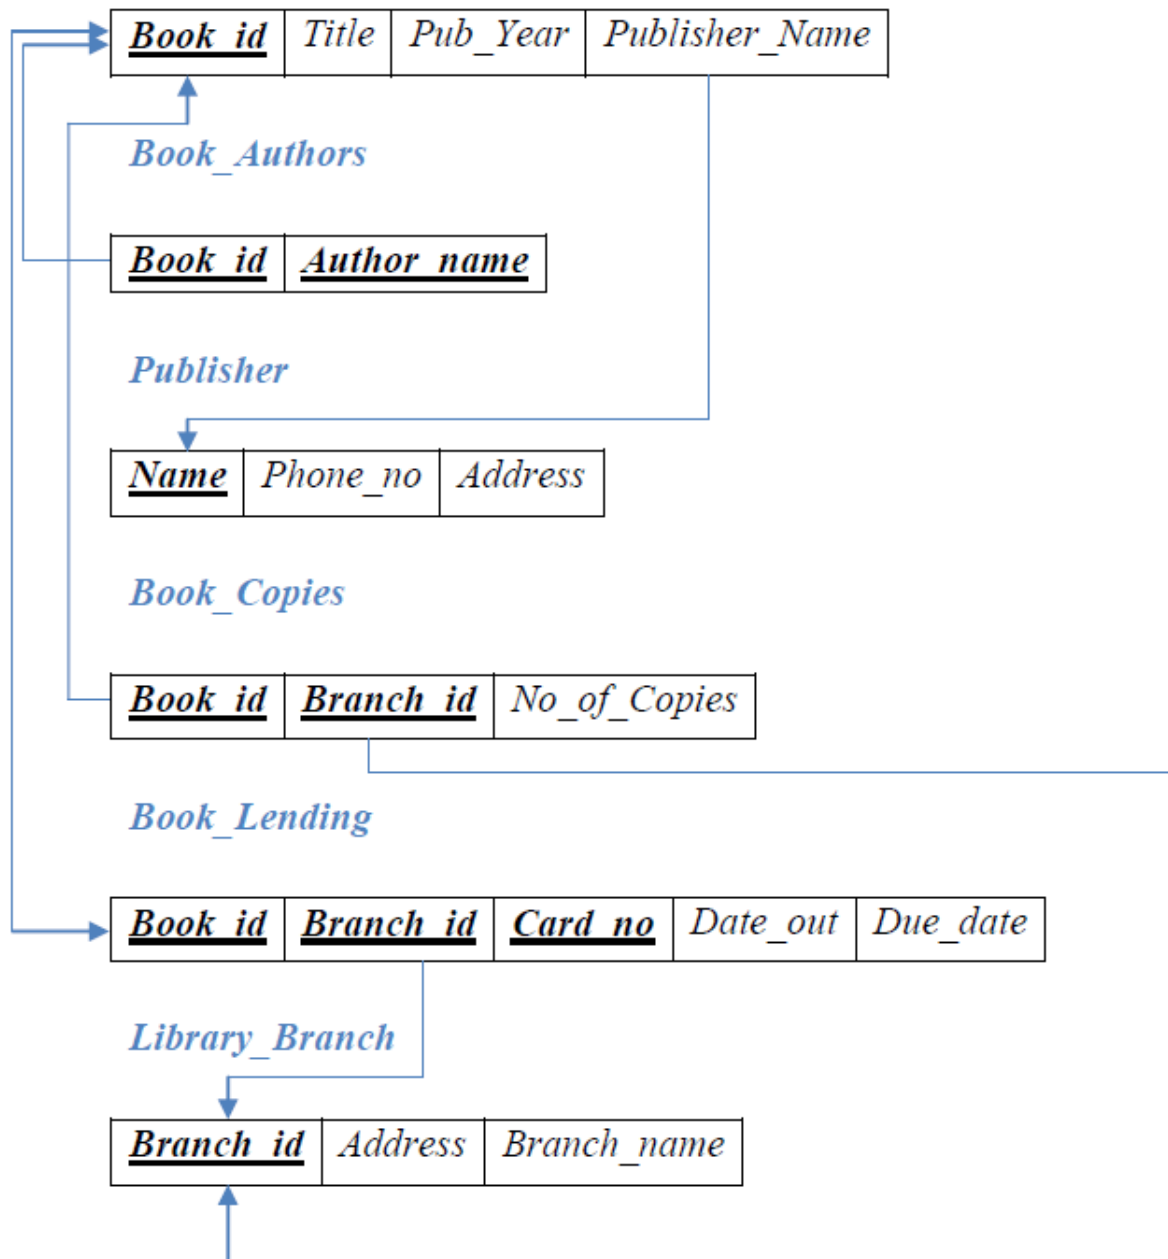 Book_id Title Pub_Year Publisher_Name
Book_Authors
Book_id Author_name
Publisher
Name Phone_no Address
Book_Copies
Book_id Branch_id No_of_Copies
Book_Lending
Book_id Branch_id Card_no Date_out Due_date
Library_Branch
Branch_id Address Branch_name